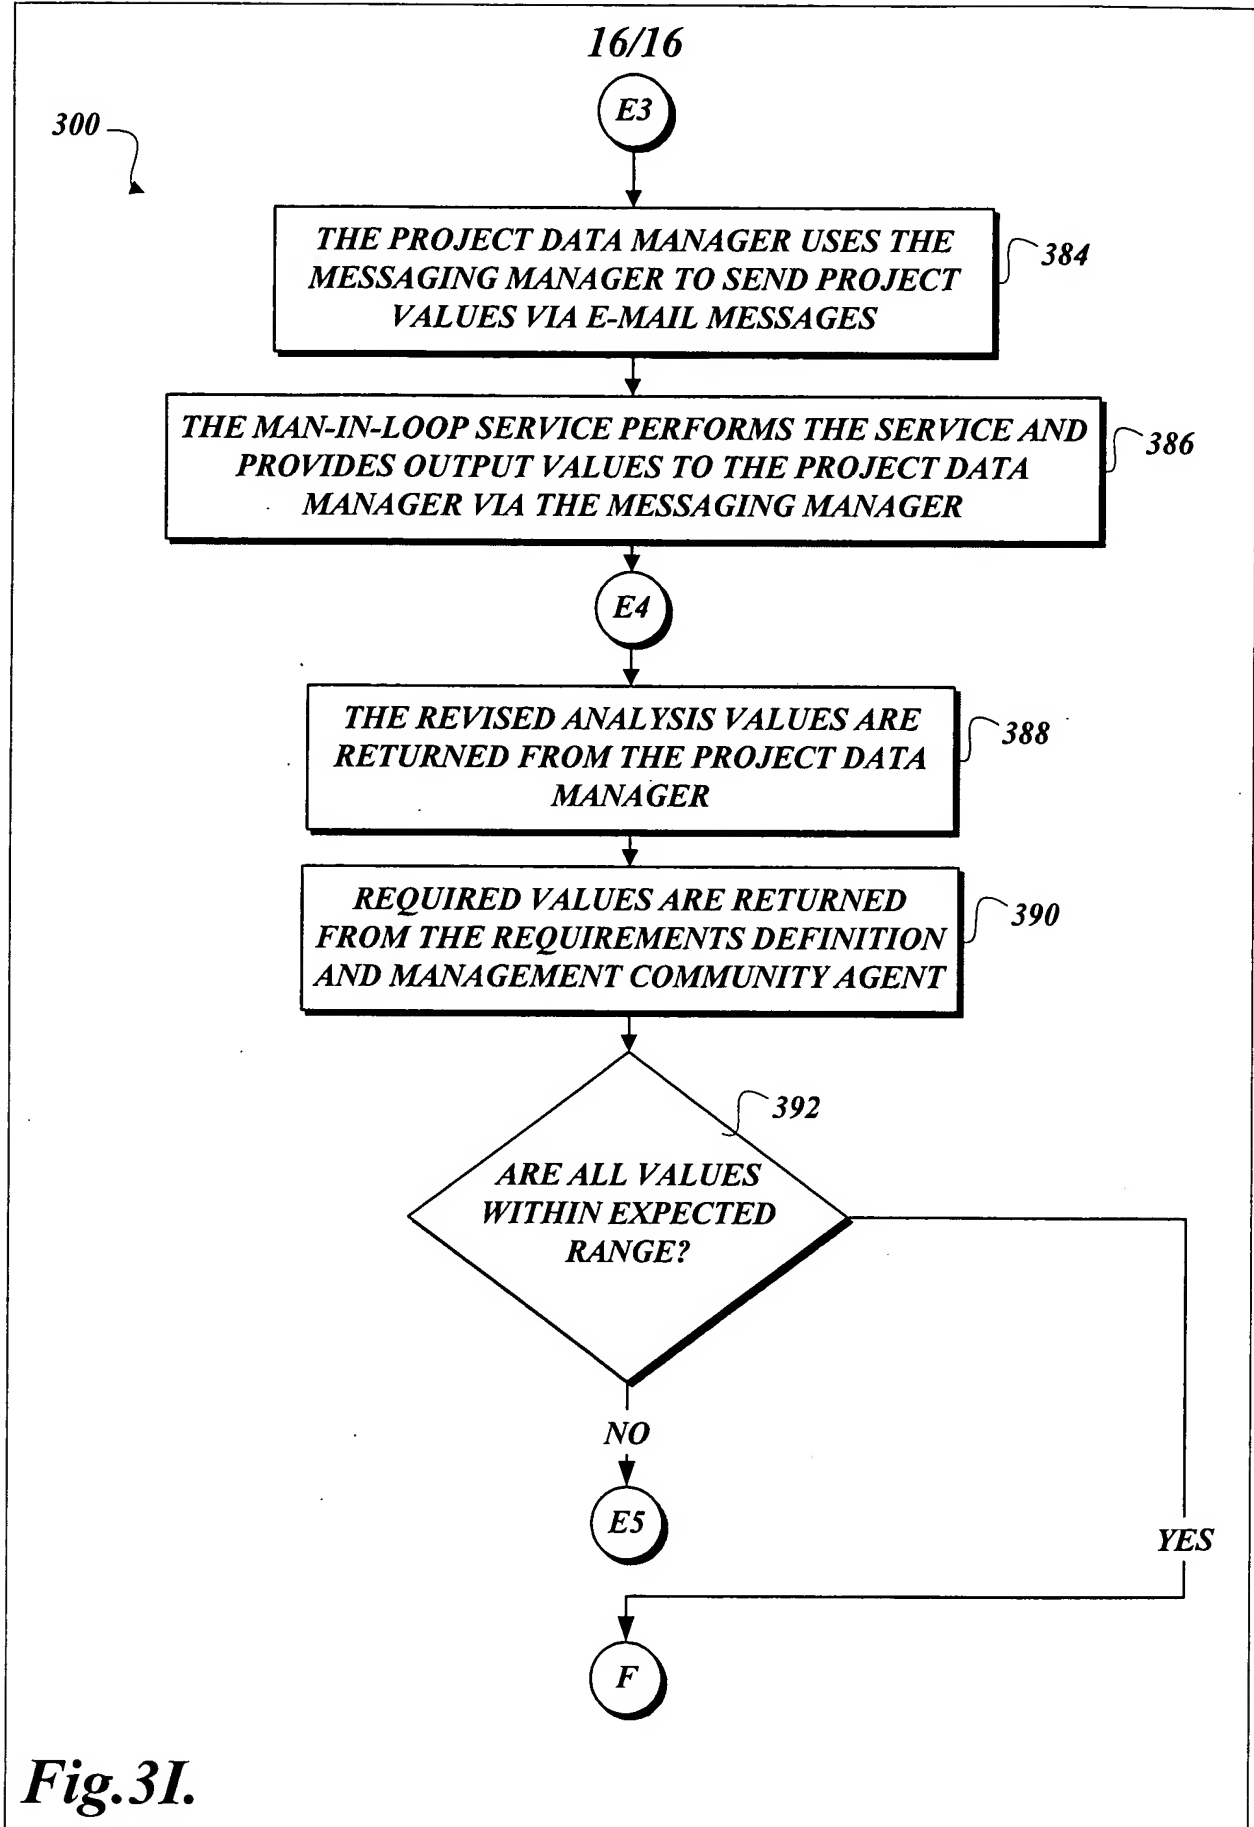 16/16
E3
300
THE PROJECT DATA MANAGER USES THE
MESSAGING MANAGER TO SEND PROJECT
VALUES VIA E-MAIL MESSAGES
384
THE MAN-IN-LOOP SERVICE PERFORMS THE SERVICE AND
PROVIDES OUTPUT VALUES TO THE PROJECT DATA
MANAGER VIA THE MESSAGING MANAGER
386
E4
THE REVISED ANALYSIS VALUES ARE
RETURNED FROM THE PROJECT DATA
MANAGER
388
REQUIRED VALUES ARE RETURNED
FROM THE REQUIREMENTS DEFINITION
AND MANAGEMENT COMMUNITY AGENT
390
392
ARE ALL VALUES
WITHIN EXPECTED
RANGE?
NO
E5
YES
F
Fig.3I.